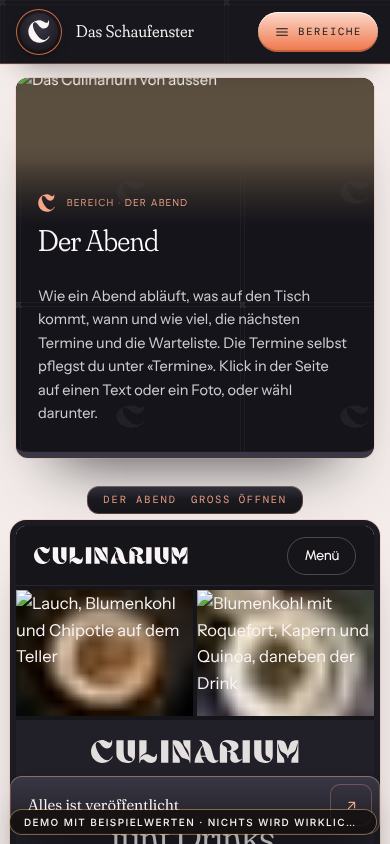 Das Schaufenster
BEREICHE
Das Culinarium von aussen
BEREICH · DER ABEND
Der Abend
Wie ein Abend abläuft, was auf den Tisch
kommt, wann und wie viel, die nächsten
Termine und die Warteliste. Die Termine selbst
pflegst du unter «Termine». Klick in der Seite
auf einen Text oder ein Foto, oder wähl
darunter.
DER ABEND GROSS ÖFFNEN
CULINARIUM
Menü
Lauch, Blumenkohl
und Chipotle auf dem
Teller
Blumenkohl mit
Roquefort, Kapern und
Quinoa, daneben der
Drink
CULINARIUM
Alles ist veröffentlicht
DEMO MIT BEISPIELWERTEN · NICHTS WIRD WIRKLIC…
fünf Drinks